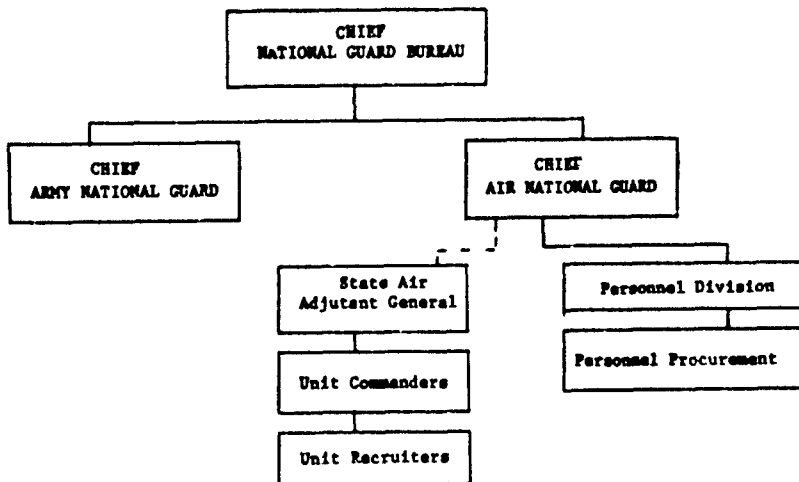 CHIEF
NATIONAL GUARD BUREAU
CHIEF
ARMY NATIONAL GUARD
CHIEF
AIR NATIONAL GUARD
State Air
Adjutant General
Personnel Division
Unit Commanders
Personnel Procurement
Unit Recruiters